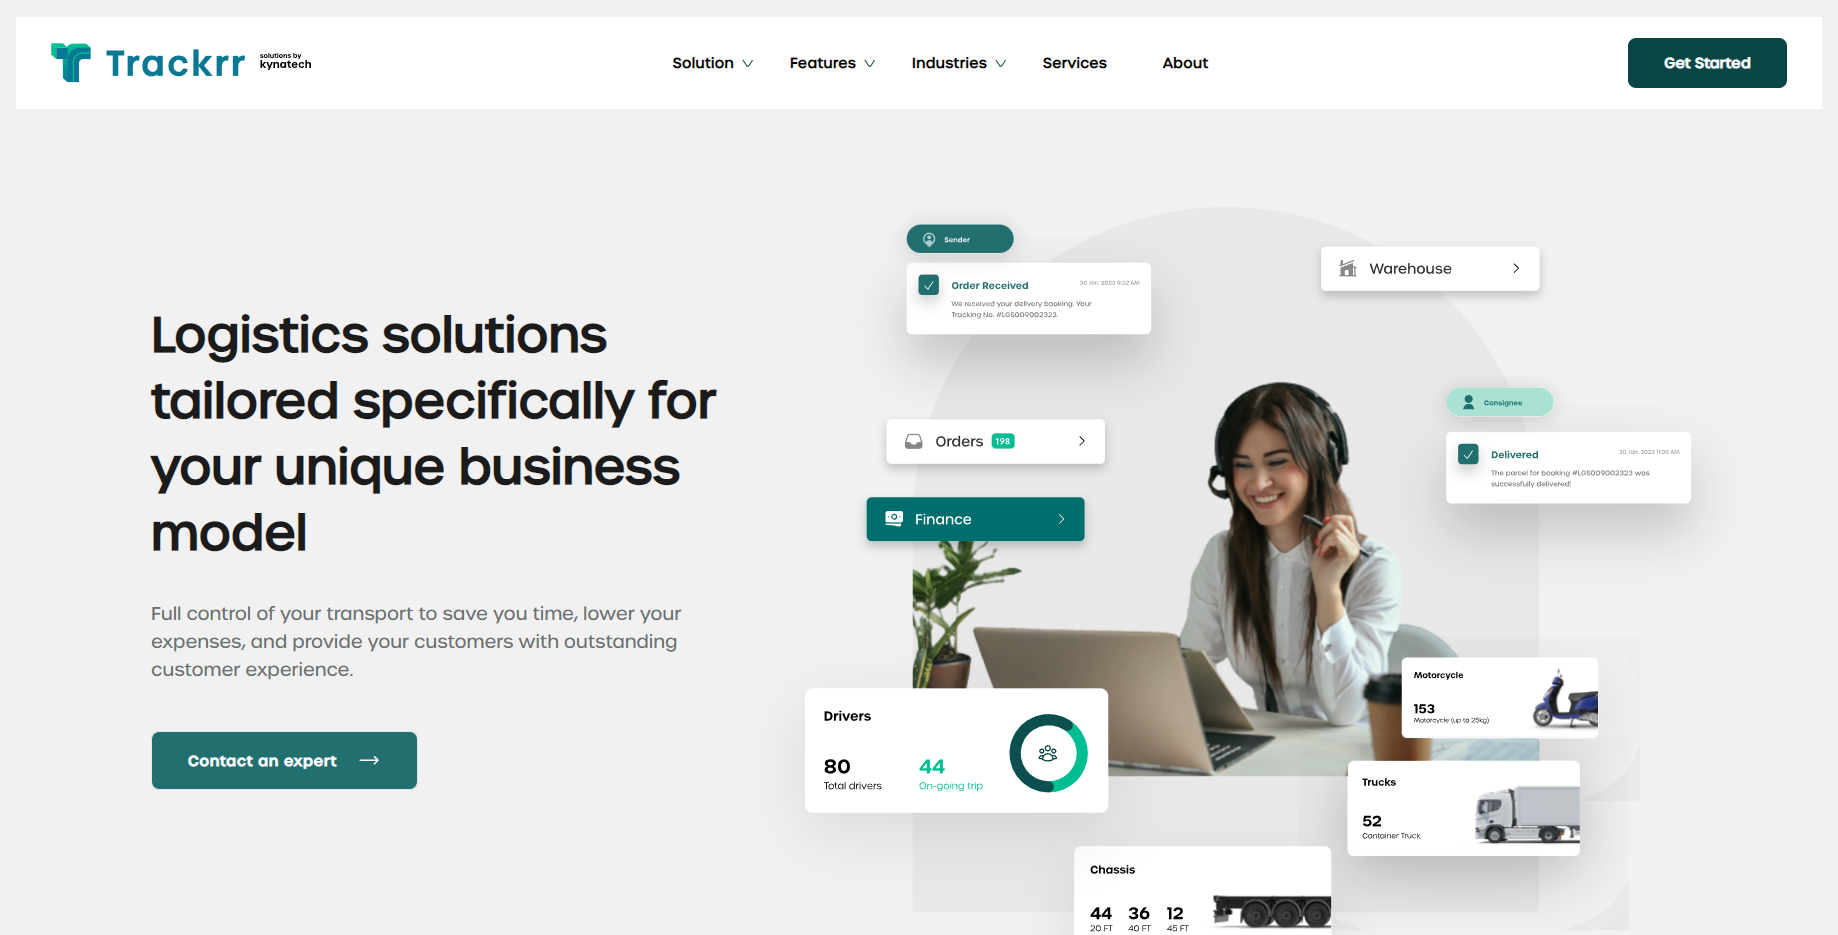 Trackrr
solutions by
kynatech
Solution
Features
Industries
Services
About
Get Started
Logistics solutions
tailored specifically for
your unique business
model
Full control of your transport to save you time, lower your
expenses, and provide your customers with outstanding
customer experience.
Contact an expert
Sender
Order Received
30 Jan. 2023 9:32 AM
We received your delivery booking. Your
Tracking No. #LGS009002323.
Warehouse
Orders 198
Finance
Consignee
Delivered
30 Jan. 2023 11:08 AM
The parcel for booking #LGS009002323 was
successfully delivered!
Drivers
80
Total drivers
44
On-going trip
Motorcycle
153
Motorcycle (up to 25kg)
Trucks
52
Container Truck
Chassis
44 36 12
20 FT 40 FT 45 FT